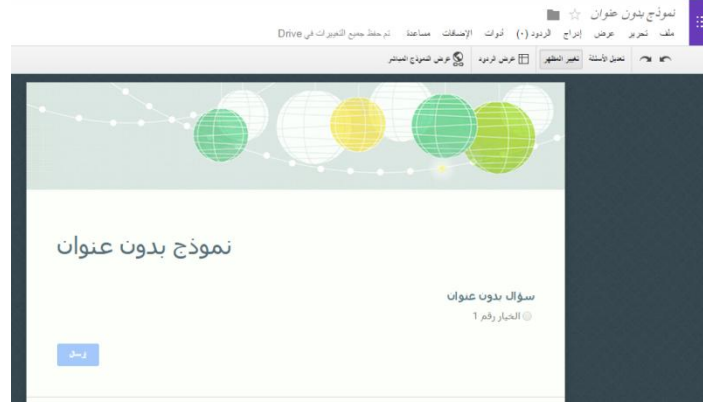 نموذج بدون عنوان
ملف تحرير عرض إدراج الردود (٠) أدوات الإضافات مساعدة تم حفظ جميع التغييرات في Drive
تعديل الأسئلة تغيير المظهر عرض الردود عرض النموذج المباشر
نموذج بدون عنوان
سؤال بدون عنوان
الخيار رقم 1
إرسال